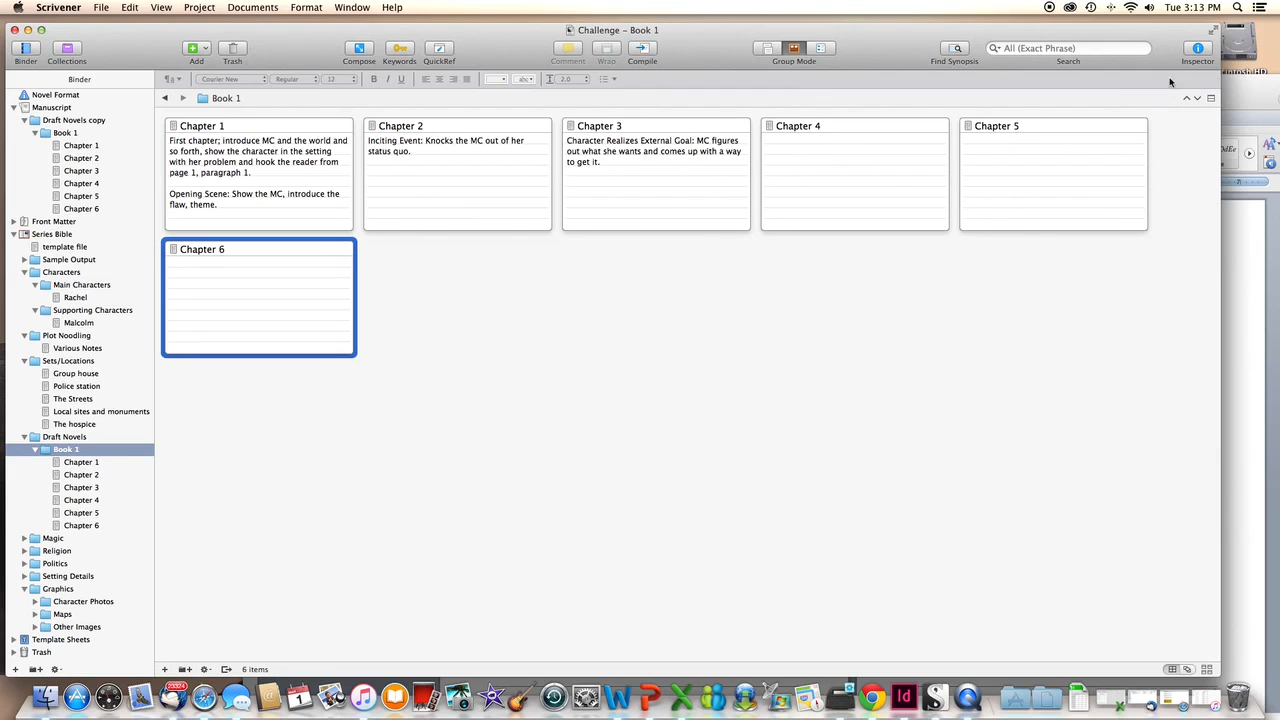 Scrivener File Edit View Project Documents Format Window Help Tue 3:13 PM
Challenge - Book 1
Binder Collections Add Trash Compose Keywords QuickRef Comment Wrap Compile Group Mode Find Synopsis All (Exact Phrase) Search Inspector
Binder
Courier New Regular 12 B I U abc 2.0
Book 1
Novel Format
Manuscript
Draft Novels copy
Book 1
Chapter 1
Chapter 2
Chapter 3
Chapter 4
Chapter 5
Chapter 6
Front Matter
Series Bible
template file
Sample Output
Characters
Main Characters
Rachel
Supporting Characters
Malcolm
Plot Noodling
Various Notes
Sets/Locations
Group house
Police station
The Streets
Local sites and monuments
The hospice
Draft Novels
Book 1
Chapter 1
Chapter 2
Chapter 3
Chapter 4
Chapter 5
Chapter 6
Magic
Religion
Politics
Setting Details
Graphics
Character Photos
Maps
Other Images
Template Sheets
Trash
Chapter 1
First chapter; introduce MC and the world and
so forth, show the character in the setting
with her problem and hook the reader from
page 1, paragraph 1.
Opening Scene: Show the MC, introduce the
flaw, theme.
Chapter 2
Inciting Event: Knocks the MC out of her
status quo.
Chapter 3
Character Realizes External Goal: MC figures
out what she wants and comes up with a way
to get it.
Chapter 4
Chapter 5
Chapter 6
6 items
23324